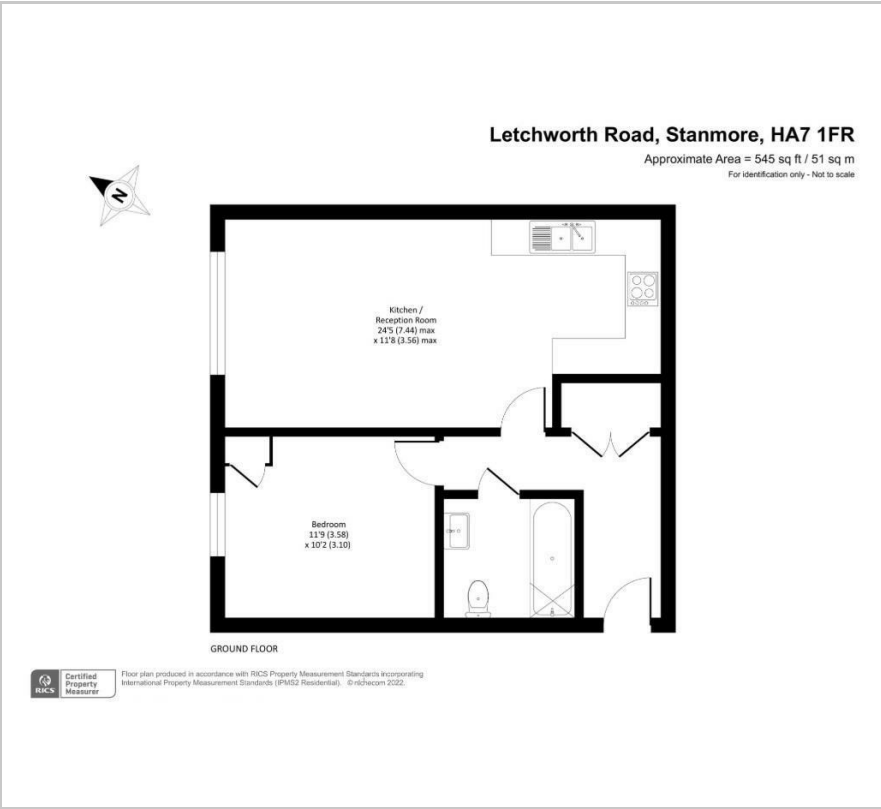 Letchworth Road, Stanmore, HA7 1FR
Approximate Area = 545 sq ft / 51 sq m
For identification only - Not to scale
N
Kitchen /
Reception Room
24'5 (7.44) max
x 11'8 (3.56) max
Bedroom
11'9 (3.58)
x 10'2 (3.10)
GROUND FLOOR
RICS
Certified
Property
Measurer
Floor plan produced in accordance with RICS Property Measurement Standards incorporating
International Property Measurement Standards (IPMS2 Residential). © nichecom 2022.